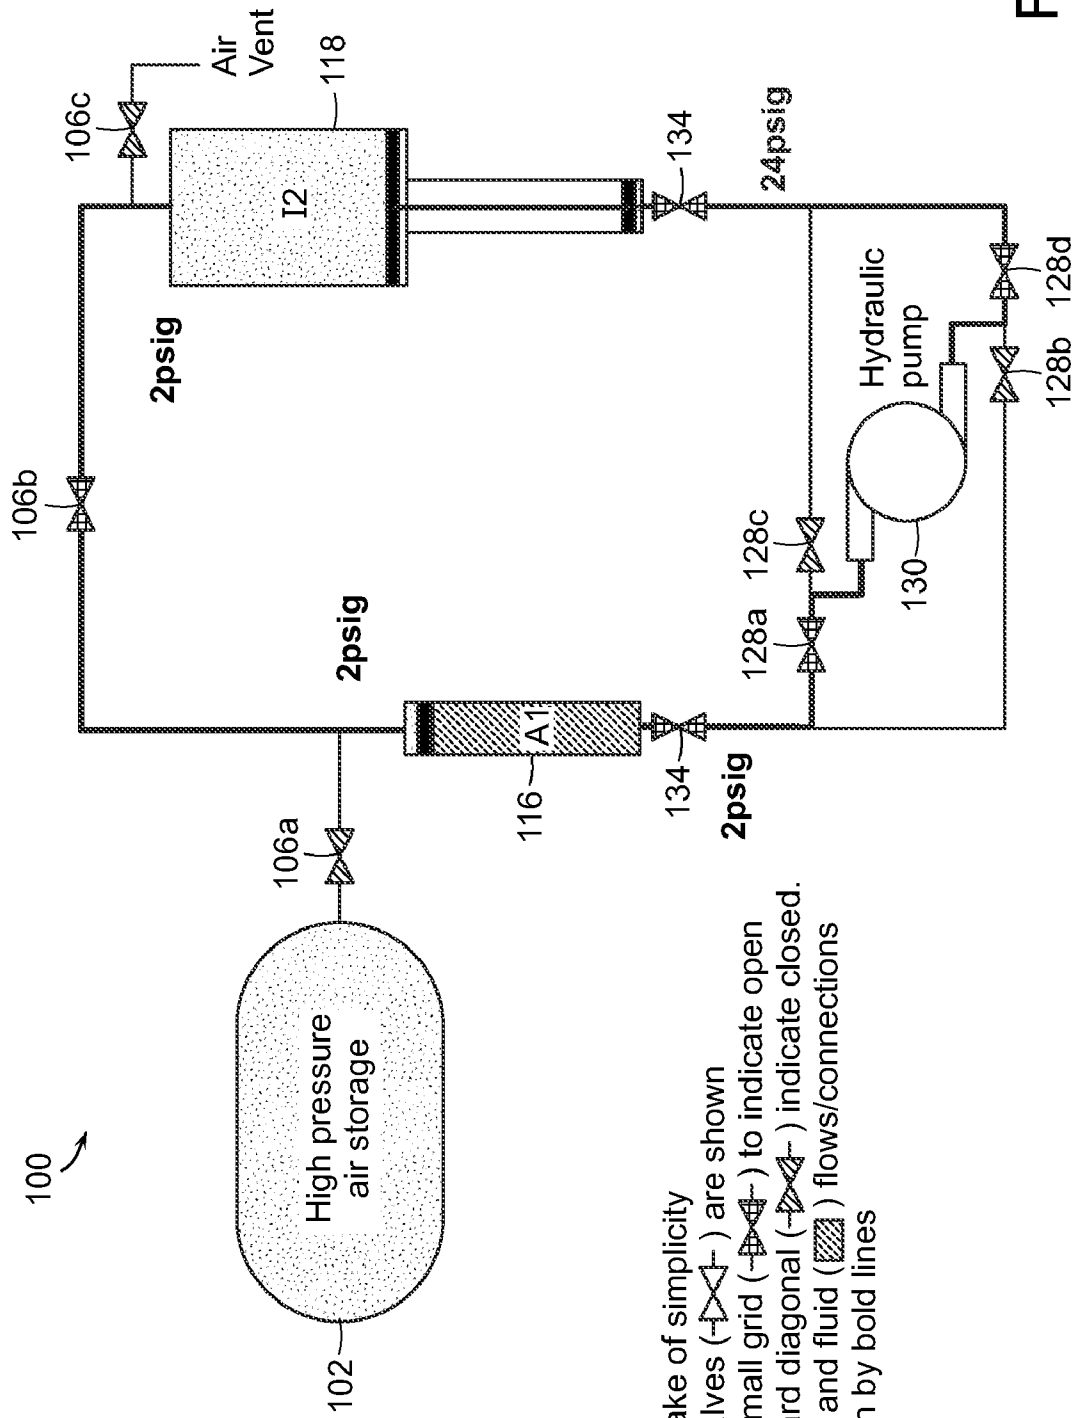 100
102
High pressure
air storage
106a
106b
106c
Air
Vent
118
I2
2psig
2psig
A1
116
134
2psig
134
24psig
128a
128c
Hydraulic
pump
130
128b
128d
F
ake of simplicity
lves ( ) are shown
mall grid ( ) to indicate open
rd diagonal ( ) indicate closed.
and fluid ( ) flows/connections
n by bold lines